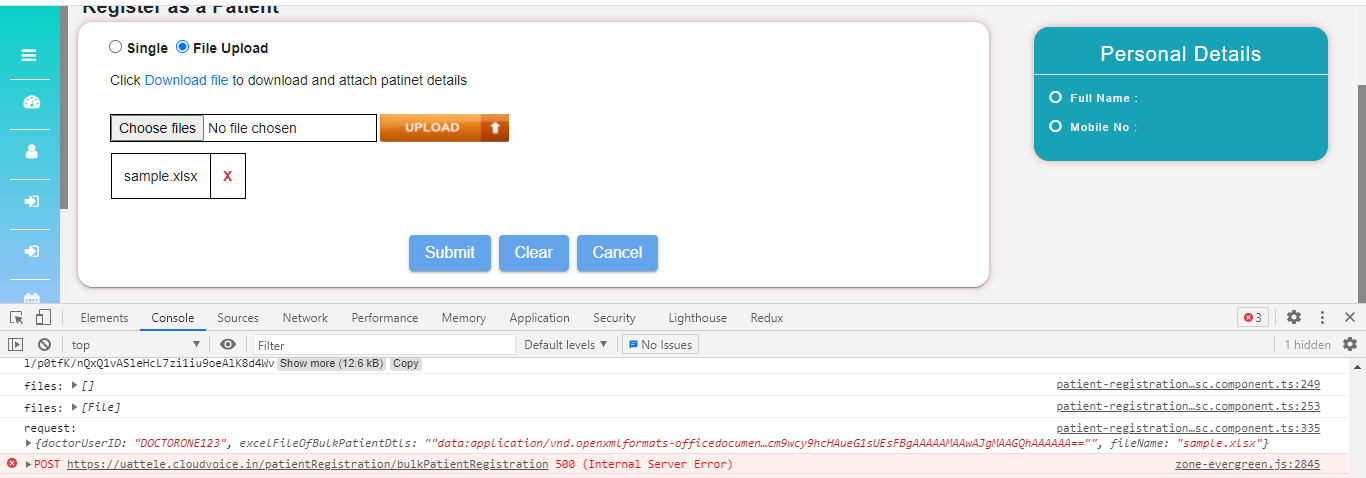 Register as a Patient
Single File Upload
Click Download file to download and attach patinet details
Choose files No file chosen UPLOAD
sample.xlsx X
Submit Clear Cancel
Personal Details
Full Name :
Mobile No :
Elements Console Sources Network Performance Memory Application Security Lighthouse Redux 3
top Filter Default levels No Issues 1 hidden
l/p0tfK/nQxQ1vASleHcL7zi1iu9oeAlK8d4Wv Show more (12.6 kB) Copy
files: [] patient-registration…sc.component.ts:249
files: [File] patient-registration…sc.component.ts:253
request: patient-registration…sc.component.ts:335
{doctorUserID: "DOCTORONE123", excelFileOfBulkPatientDtls: ""data:application/vnd.openxmlformats-officedocumen…cm9wcy9hcHAueG1sUEsFBgAAAAAMAAwAJgMAAGQhAAAAAA=="", fileName: "sample.xlsx"}
POST https://uattele.cloudvoice.in/patientRegistration/bulkPatientRegistration 500 (Internal Server Error) zone-evergreen.js:2845